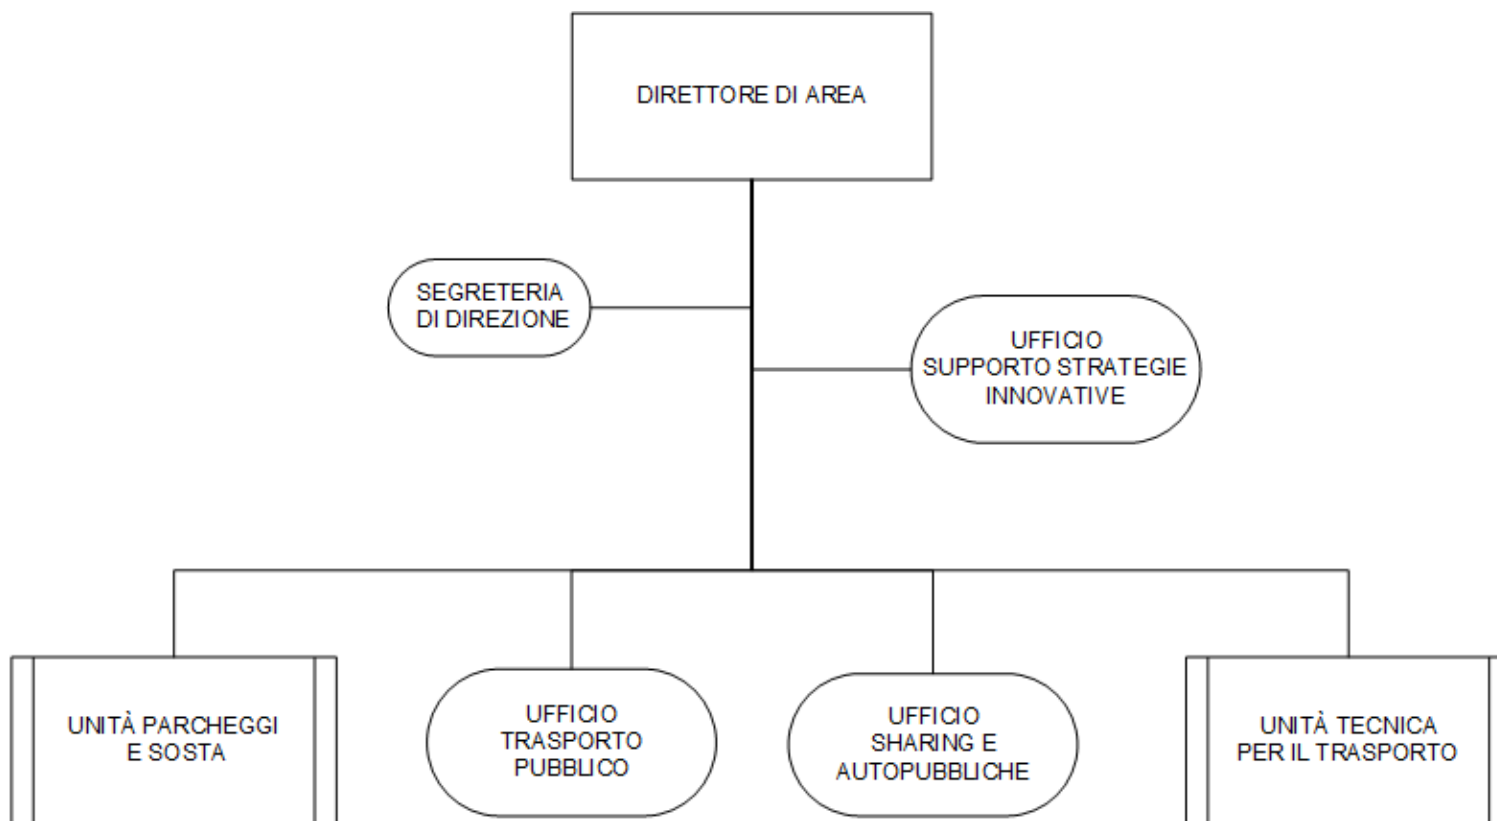 DIRETTORE DI AREA
SEGRETERIA
DI DIREZIONE
UFFICIO
SUPPORTO STRATEGIE
INNOVATIVE
UNITÀ PARCHEGGI
E SOSTA
UFFICIO
TRASPORTO
PUBBLICO
UFFICIO
SHARING E
AUTOPUBBLICHE
UNITÀ TECNICA
PER IL TRASPORTO